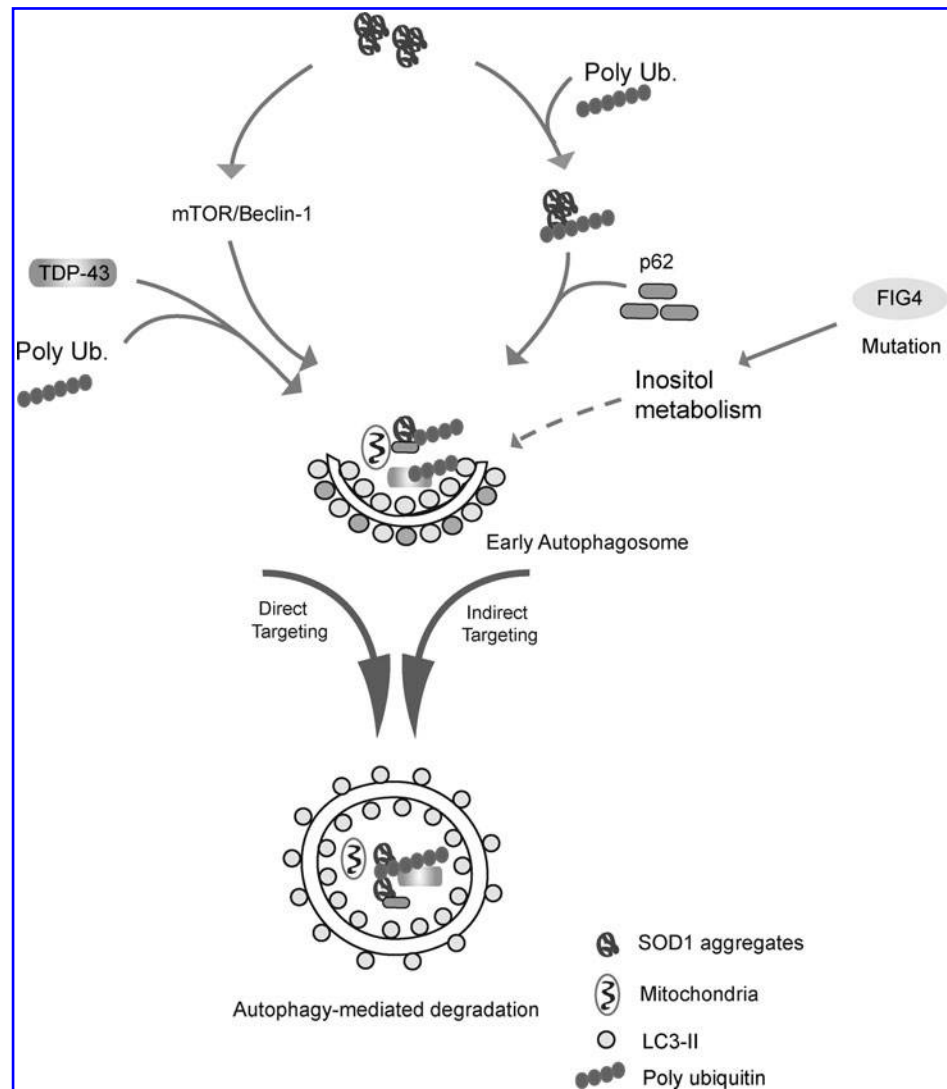 Poly Ub.
mTOR/Beclin-1
TDP-43
p62
FIG4
Poly Ub.
Mutation
Inositol
metabolism
Early Autophagosome
Direct
Targeting
Indirect
Targeting
Autophagy-mediated degradation
SOD1 aggregates
Mitochondria
LC3-II
Poly ubiquitin